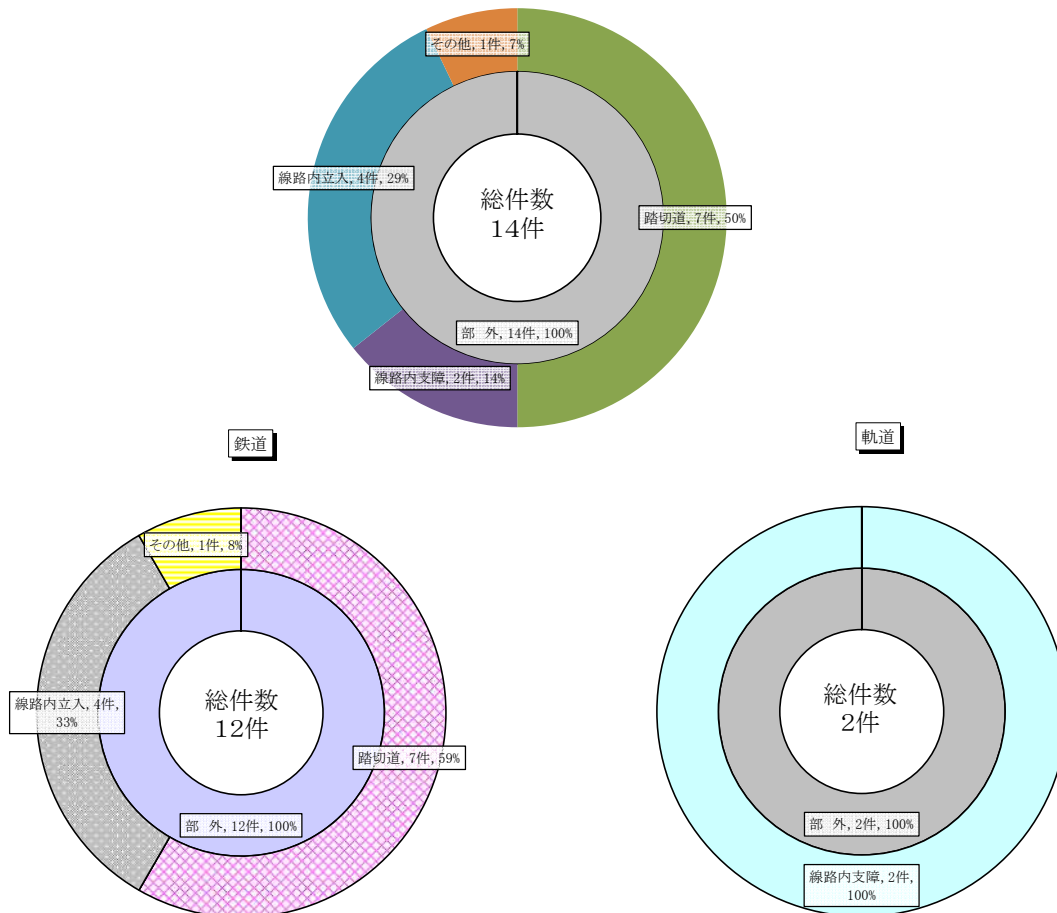 その他, 1件, 7%
線路内立入, 4件, 29%
総件数
14件
踏切道, 7件, 50%
部　外, 14件, 100%
線路内支障, 2件, 14%
鉄道
軌道
その他, 1件, 8%
線路内立入, 4件,
33%
総件数
12件
踏切道, 7件, 59%
部　外, 12件, 100%
総件数
2件
部　外, 2件, 100%
線路内支障, 2件,
100%